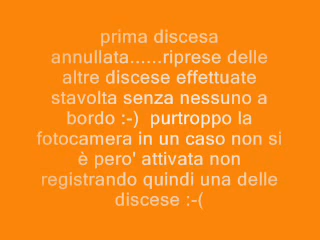 prima discesa
annullata......riprese delle
altre discese effettuate
stavolta senza nessuno a
bordo :-)  purtroppo la
fotocamera in un caso non si
è pero' attivata non
registrando quindi una delle
discese :-(